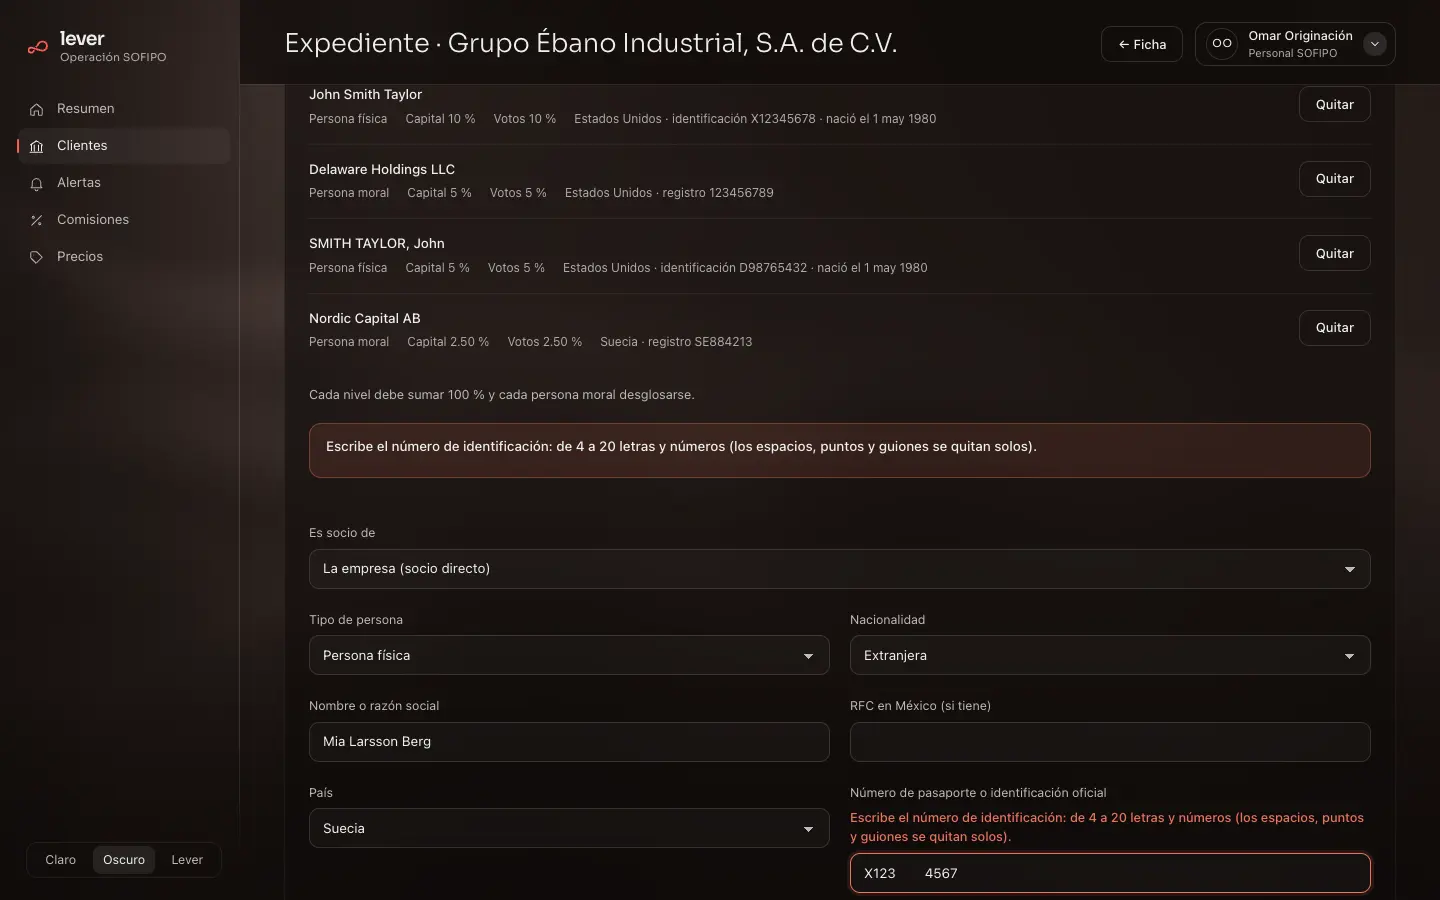 lever
Operación SOFIPO
Resumen
Clientes
Alertas
Comisiones
Precios
Claro Oscuro Lever
Expediente · Grupo Ébano Industrial, S.A. de C.V.
← Ficha
OO
Omar Originación
Personal SOFIPO
John Smith Taylor
Persona física Capital 10 % Votos 10 % Estados Unidos · identificación X12345678 · nació el 1 may 1980
Quitar
Delaware Holdings LLC
Persona moral Capital 5 % Votos 5 % Estados Unidos · registro 123456789
Quitar
SMITH TAYLOR, John
Persona física Capital 5 % Votos 5 % Estados Unidos · identificación D98765432 · nació el 1 may 1980
Quitar
Nordic Capital AB
Persona moral Capital 2.50 % Votos 2.50 % Suecia · registro SE884213
Quitar
Cada nivel debe sumar 100 % y cada persona moral desglosarse.
Escribe el número de identificación: de 4 a 20 letras y números (los espacios, puntos y guiones se quitan solos).
Es socio de
La empresa (socio directo)
Tipo de persona
Persona física
Nacionalidad
Extranjera
Nombre o razón social
Mia Larsson Berg
RFC en México (si tiene)
País
Suecia
Número de pasaporte o identificación oficial
Escribe el número de identificación: de 4 a 20 letras y números (los espacios, puntos
y guiones se quitan solos).
X123 4567